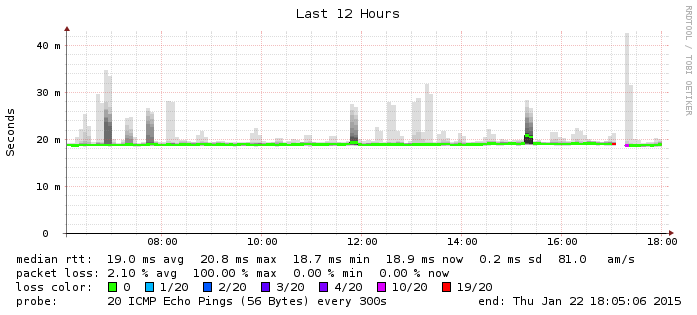 Last 12 Hours
RRDTOOL / TOBI OETIKER
Seconds
40 m
30 m
20 m
10 m
0
08:00 10:00 12:00 14:00 16:00 18:00
median rtt: 19.0 ms avg 20.8 ms max 18.7 ms min 18.9 ms now 0.2 ms sd 81.0 am/s
packet loss: 2.10 % avg 100.00 % max 0.00 % min 0.00 % now
loss color: 0 1/20 2/20 3/20 4/20 10/20 19/20
probe: 20 ICMP Echo Pings (56 Bytes) every 300s end: Thu Jan 22 18:05:06 2015